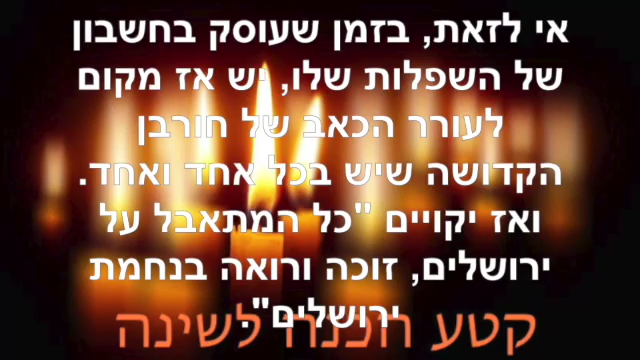 אי לזאת, בזמן שעוסק בחשבון
של השפלות שלו, יש אז מקום
לעורר הכאב של חורבן
הקדושה שיש בכל אחד ואחד.
ואז יקויים "כל המתאבל על
ירושלים, זוכה ורואה בנחמת
ירושלים".
קטע הכנה לשינה